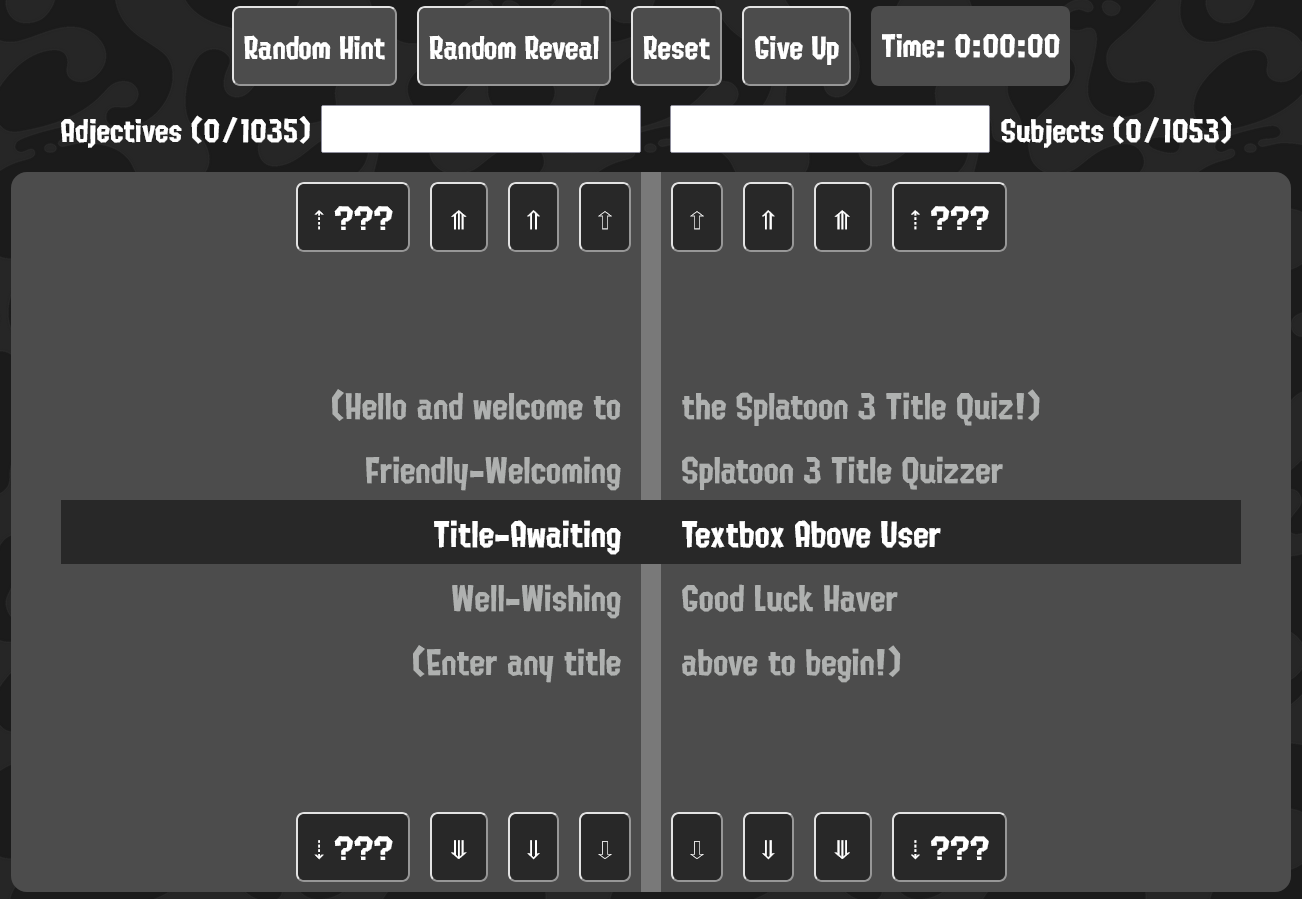 Random Hint Random Reveal Reset Give Up Time: 0:00:00
Adjectives (0/1035) Subjects (0/1053)
⇡ ??? ⤊ ⇑ ⇧ ⇧ ⇑ ⤊ ⇡ ???
(Hello and welcome to the Splatoon 3 Title Quiz!)
Friendly-Welcoming Splatoon 3 Title Quizzer
Title-Awaiting Textbox Above User
Well-Wishing Good Luck Haver
(Enter any title above to begin!)
⇣ ??? ⤋ ⇓ ⇩ ⇩ ⇓ ⤋ ⇣ ???